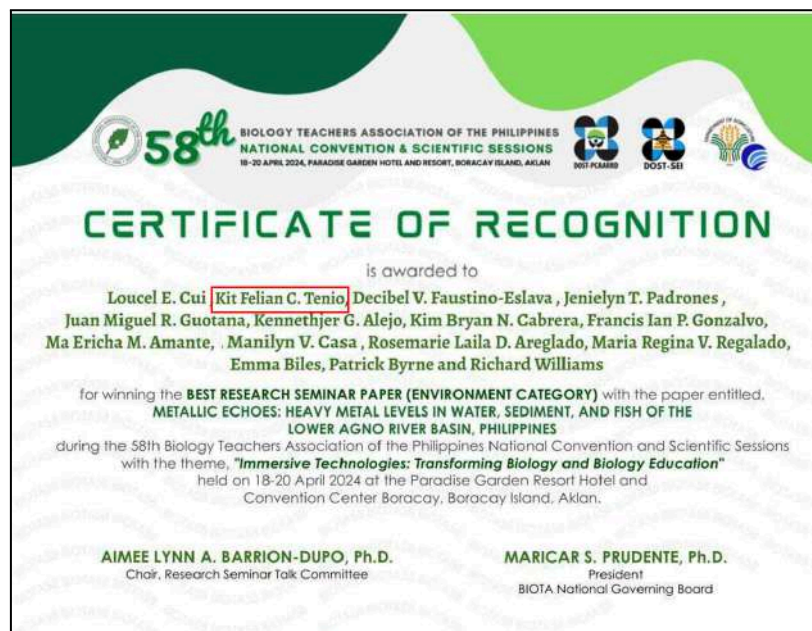 58th
BIOLOGY TEACHERS ASSOCIATION OF THE PHILIPPINES
NATIONAL CONVENTION & SCIENTIFIC SESSIONS
18-20 APRIL 2024, PARADISE GARDEN HOTEL AND RESORT, BORACAY ISLAND, AKLAN
DOST-PCAARRD
DOST-SEI
CERTIFICATE OF RECOGNITION
is awarded to
Loucel E. Cui , Kit Felian C. Tenio, Decibel V. Faustino-Eslava , Jenielyn T. Padrones ,
Juan Miguel R. Guotana, Kennethjer G. Alejo, Kim Bryan N. Cabrera, Francis Ian P. Gonzalvo,
Ma Ericha M. Amante, . Manilyn V. Casa , Rosemarie Laila D. Areglado, Maria Regina V. Regalado,
Emma Biles, Patrick Byrne and Richard Williams
for winning the BEST RESEARCH SEMINAR PAPER (ENVIRONMENT CATEGORY) with the paper entitled,
METALLIC ECHOES: HEAVY METAL LEVELS IN WATER, SEDIMENT, AND FISH OF THE
LOWER AGNO RIVER BASIN, PHILIPPINES
during the 58th Biology Teachers Association of the Philippines National Convention and Scientific Sessions
with the theme, "Immersive Technologies: Transforming Biology and Biology Education"
held on 18-20 April 2024 at the Paradise Garden Resort Hotel and
Convention Center Boracay, Boracay Island, Aklan.
AIMEE LYNN A. BARRION-DUPO, Ph.D.
Chair, Research Seminar Talk Committee
MARICAR S. PRUDENTE, Ph.D.
President
BIOTA National Governing Board